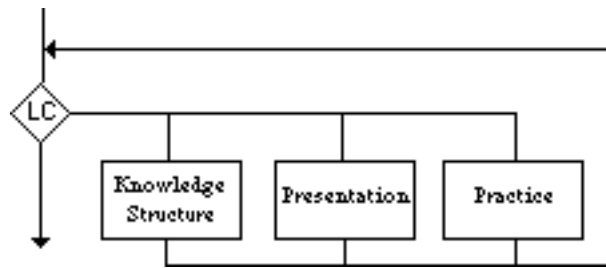 LC
Knowledge
Structure
Presentation
Practice